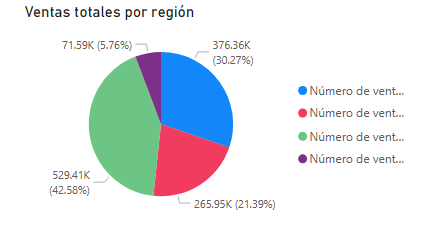 Ventas totales por región
71.59K (5.76%)
376.36K
(30.27%)
Número de vent...
Número de vent...
Número de vent...
Número de vent...
529.41K
(42.58%)
265.95K (21.39%)